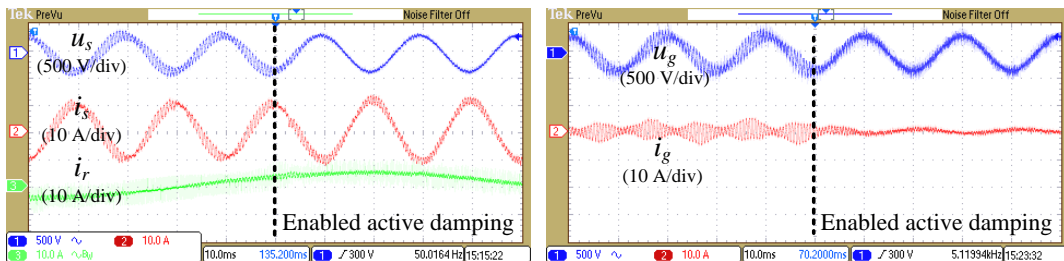 Tek PreVu Noise Filter Off
1
u_s
(500 V/div)
2
i_s
(10 A/div)
i_r
3
(10 A/div)
Enabled active damping
1 500 V 2 10.0 A
3 10.0 A BW
10.0ms 135.200ms 1 300 V 50.0164 Hz 15:15:22
Tek PreVu Noise Filter Off
1
u_g
(500 V/div)
2
i_g
(10 A/div)
Enabled active damping
1 500 V 2 10.0 A
10.0ms 70.2000ms 1 300 V 5.11994kHz 15:23:32